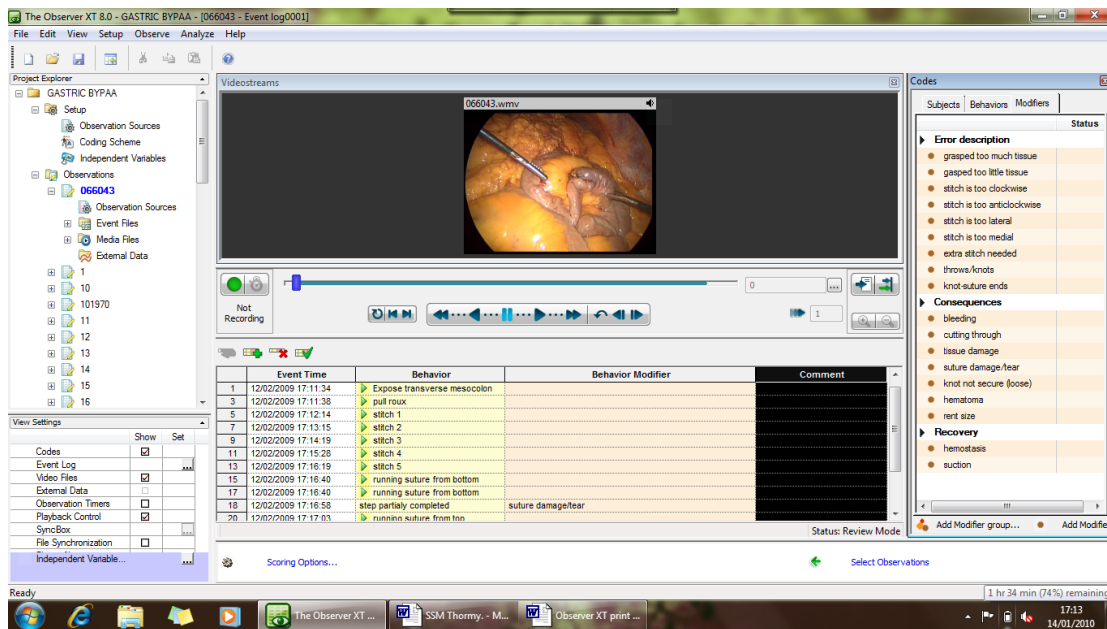 The Observer XT 8.0 - GASTRIC BYPAA - [066043 - Event log0001]
File Edit View Setup Observe Analyze Help
Project Explorer
GASTRIC BYPAA
Setup
Observation Sources
Coding Scheme
Independent Variables
Observations
066043
Observation Sources
Event Files
Media Files
External Data
1
10
101970
11
12
13
14
15
16
View Settings
Show Set
Codes
Event Log
Video Files
External Data
Observation Timers
Playback Control
SyncBox
File Synchronization
Independent Variable...
Videostreams
066043.wmv
Not
Recording
0
1
Event Time Behavior Behavior Modifier Comment
1 12/02/2009 17:11:34 Expose transverse mesocolon
3 12/02/2009 17:11:38 pull roux
5 12/02/2009 17:12:14 stitch 1
7 12/02/2009 17:13:15 stitch 2
9 12/02/2009 17:14:19 stitch 3
11 12/02/2009 17:15:28 stitch 4
13 12/02/2009 17:16:19 stitch 5
15 12/02/2009 17:16:40 running suture from bottom
17 12/02/2009 17:16:40 running suture from bottom
18 12/02/2009 17:16:58 step partialy completed suture damage/tear
20 12/02/2009 17:17:03 running suture from top
Status: Review Mode
Scoring Options...
Select Observations
Codes
Subjects Behaviors Modifiers
Status
Error description
grasped too much tissue
gasped too little tissue
stitch is too clockwise
stitch is too anticlockwise
stitch is too lateral
stitch is too medial
extra stitch needed
throws/knots
knot-suture ends
Consequences
bleeding
cutting through
tissue damage
suture damage/tear
knot not secure (loose)
hematoma
rent size
Recovery
hemostasis
suction
Add Modifier group... Add Modifie
Ready
1 hr 34 min (74%) remaining
The Observer XT ... SSM Thormy. - M... Observer XT print ...
17:13
14/01/2010